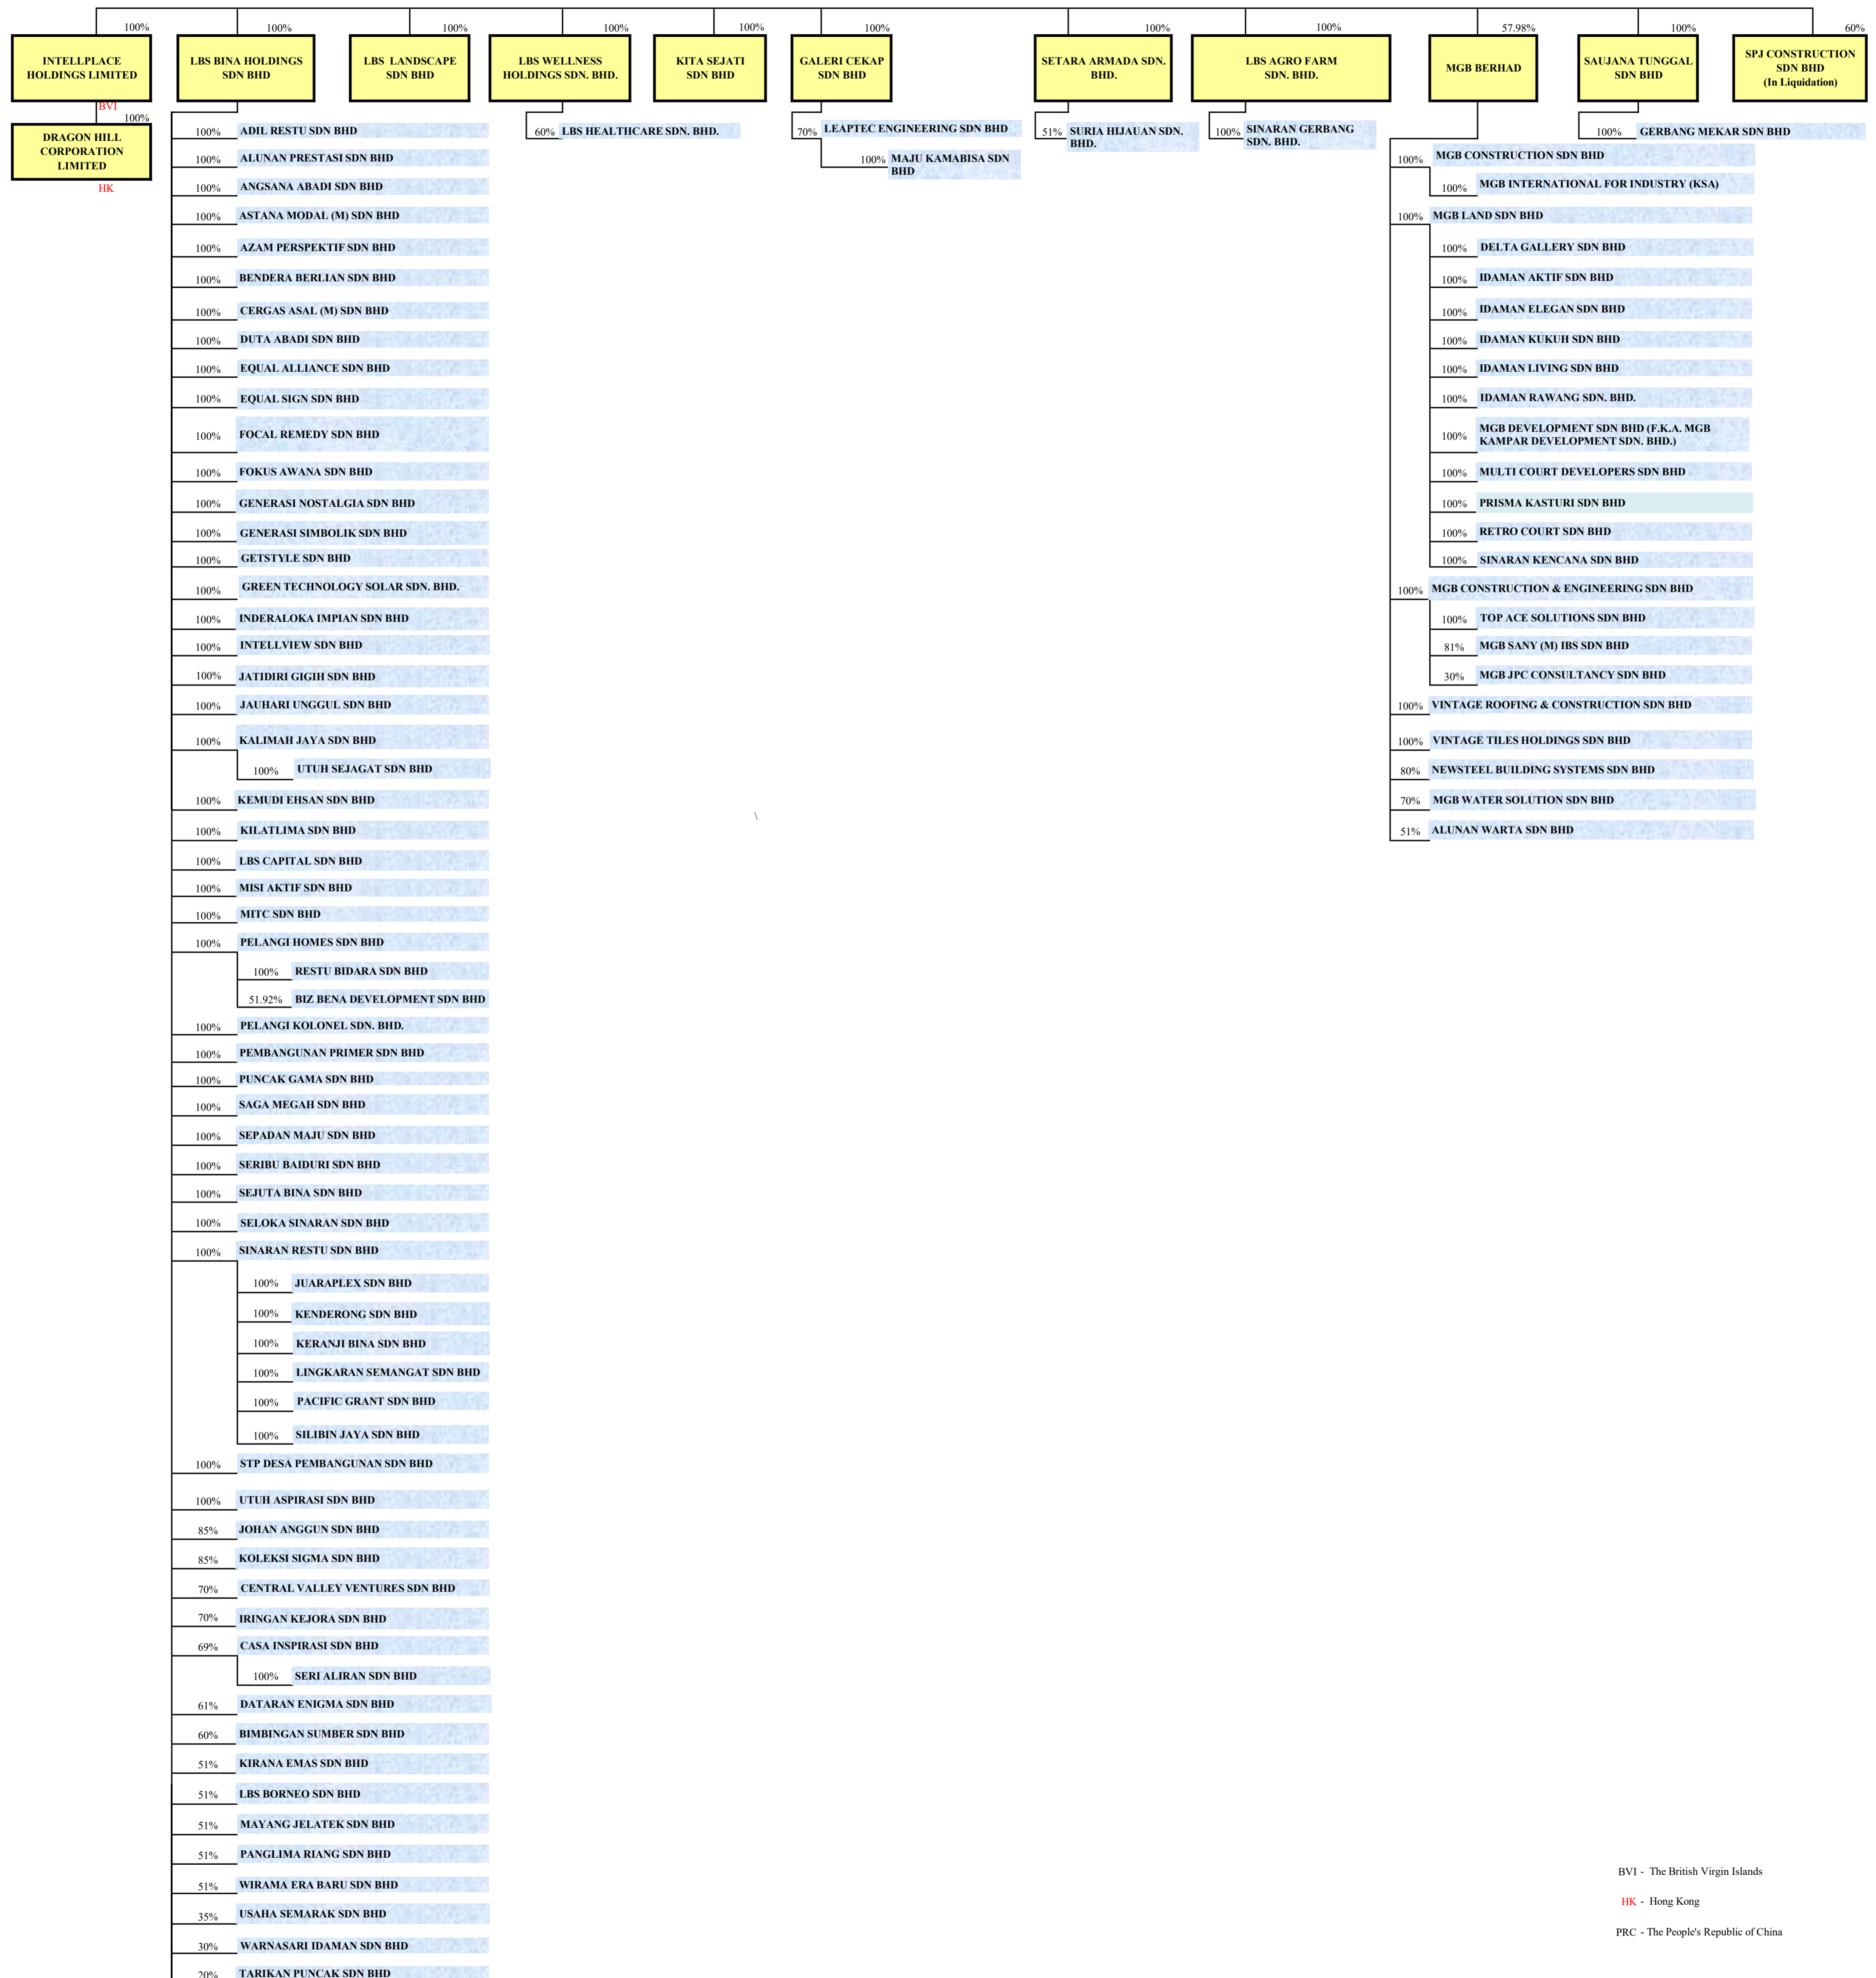 100%
100%
100%
100%
100%
100%
100%
100%
57.98%
100%
60%
INTELLPLACE
HOLDINGS LIMITED
LBS BINA HOLDINGS
SDN BHD
LBS LANDSCAPE
SDN BHD
LBS WELLNESS
HOLDINGS SDN. BHD.
KITA SEJATI
SDN BHD
GALERI CEKAP
SDN BHD
SETARA ARMADA SDN.
BHD.
LBS AGRO FARM
SDN. BHD.
MGB BERHAD
SAUJANA TUNGGAL
SDN BHD
SPJ CONSTRUCTION
SDN BHD
(In Liquidation)
BVI
100%
DRAGON HILL
CORPORATION
LIMITED
HK
100% ADIL RESTU SDN BHD
100% ALUNAN PRESTASI SDN BHD
100% ANGSANA ABADI SDN BHD
100% ASTANA MODAL (M) SDN BHD
100% AZAM PERSPEKTIF SDN BHD
100% BENDERA BERLIAN SDN BHD
100% CERGAS ASAL (M) SDN BHD
100% DUTA ABADI SDN BHD
100% EQUAL ALLIANCE SDN BHD
100% EQUAL SIGN SDN BHD
100% FOCAL REMEDY SDN BHD
100% FOKUS AWANA SDN BHD
100% GENERASI NOSTALGIA SDN BHD
100% GENERASI SIMBOLIK SDN BHD
100% GETSTYLE SDN BHD
100% GREEN TECHNOLOGY SOLAR SDN. BHD.
100% INDERALOKA IMPIAN SDN BHD
100% INTELLVIEW SDN BHD
100% JATIDIRI GIGIH SDN BHD
100% JAUHARI UNGGUL SDN BHD
100% KALIMAH JAYA SDN BHD
100% UTUH SEJAGAT SDN BHD
100% KEMUDI EHSAN SDN BHD
100% KILATLIMA SDN BHD
100% LBS CAPITAL SDN BHD
100% MISI AKTIF SDN BHD
100% MITC SDN BHD
100% PELANGI HOMES SDN BHD
100% RESTU BIDARA SDN BHD
51.92% BIZ BENA DEVELOPMENT SDN BHD
100% PELANGI KOLONEL SDN. BHD.
100% PEMBANGUNAN PRIMER SDN BHD
100% PUNCAK GAMA SDN BHD
100% SAGA MEGAH SDN BHD
100% SEPADAN MAJU SDN BHD
100% SERIBU BAIDURI SDN BHD
100% SEJUTA BINA SDN BHD
100% SELOKA SINARAN SDN BHD
100% SINARAN RESTU SDN BHD
100% JUARAPLEX SDN BHD
100% KENDERONG SDN BHD
100% KERANJI BINA SDN BHD
100% LINGKARAN SEMANGAT SDN BHD
100% PACIFIC GRANT SDN BHD
100% SILIBIN JAYA SDN BHD
100% STP DESA PEMBANGUNAN SDN BHD
100% UTUH ASPIRASI SDN BHD
85% JOHAN ANGGUN SDN BHD
85% KOLEKSI SIGMA SDN BHD
70% CENTRAL VALLEY VENTURES SDN BHD
70% IRINGAN KEJORA SDN BHD
69% CASA INSPIRASI SDN BHD
100% SERI ALIRAN SDN BHD
61% DATARAN ENIGMA SDN BHD
60% BIMBINGAN SUMBER SDN BHD
51% KIRANA EMAS SDN BHD
51% LBS BORNEO SDN BHD
51% MAYANG JELATEK SDN BHD
51% PANGLIMA RIANG SDN BHD
51% WIRAMA ERA BARU SDN BHD
35% USAHA SEMARAK SDN BHD
30% WARNASARI IDAMAN SDN BHD
20% TARIKAN PUNCAK SDN BHD
60% LBS HEALTHCARE SDN. BHD.
\
70% LEAPTEC ENGINEERING SDN BHD
100% MAJU KAMABISA SDN
BHD
51% SURIA HIJAUAN SDN.
BHD.
100% SINARAN GERBANG
SDN. BHD.
100% MGB CONSTRUCTION SDN BHD
100% MGB INTERNATIONAL FOR INDUSTRY (KSA)
100% MGB LAND SDN BHD
100% DELTA GALLERY SDN BHD
100% IDAMAN AKTIF SDN BHD
100% IDAMAN ELEGAN SDN BHD
100% IDAMAN KUKUH SDN BHD
100% IDAMAN LIVING SDN BHD
100% IDAMAN RAWANG SDN. BHD.
100% MGB DEVELOPMENT SDN BHD (F.K.A. MGB
KAMPAR DEVELOPMENT SDN. BHD.)
100% MULTI COURT DEVELOPERS SDN BHD
100% PRISMA KASTURI SDN BHD
100% RETRO COURT SDN BHD
100% SINARAN KENCANA SDN BHD
100% MGB CONSTRUCTION & ENGINEERING SDN BHD
100% TOP ACE SOLUTIONS SDN BHD
81% MGB SANY (M) IBS SDN BHD
30% MGB JPC CONSULTANCY SDN BHD
100% VINTAGE ROOFING & CONSTRUCTION SDN BHD
100% VINTAGE TILES HOLDINGS SDN BHD
80% NEWSTEEL BUILDING SYSTEMS SDN BHD
70% MGB WATER SOLUTION SDN BHD
51% ALUNAN WARTA SDN BHD
100% GERBANG MEKAR SDN BHD
BVI - The British Virgin Islands
HK - Hong Kong
PRC - The People's Republic of China